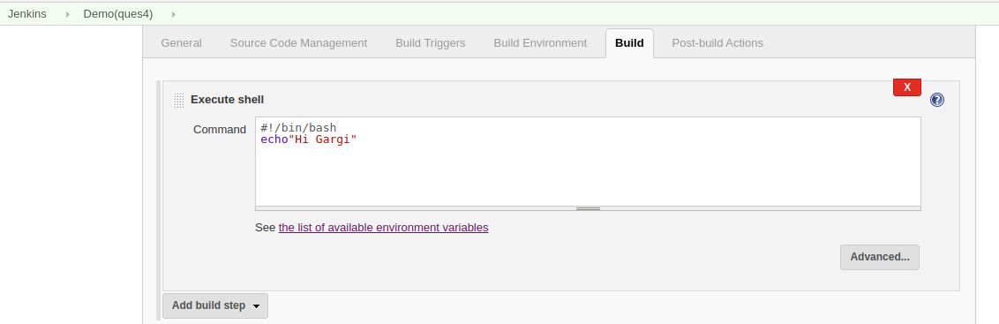 Jenkins Demo(ques4)
General Source Code Management Build Triggers Build Environment Build Post-build Actions
X
Execute shell
?
Command
#!/bin/bash
echo"Hi Gargi"
See the list of available environment variables
Advanced...
Add build step